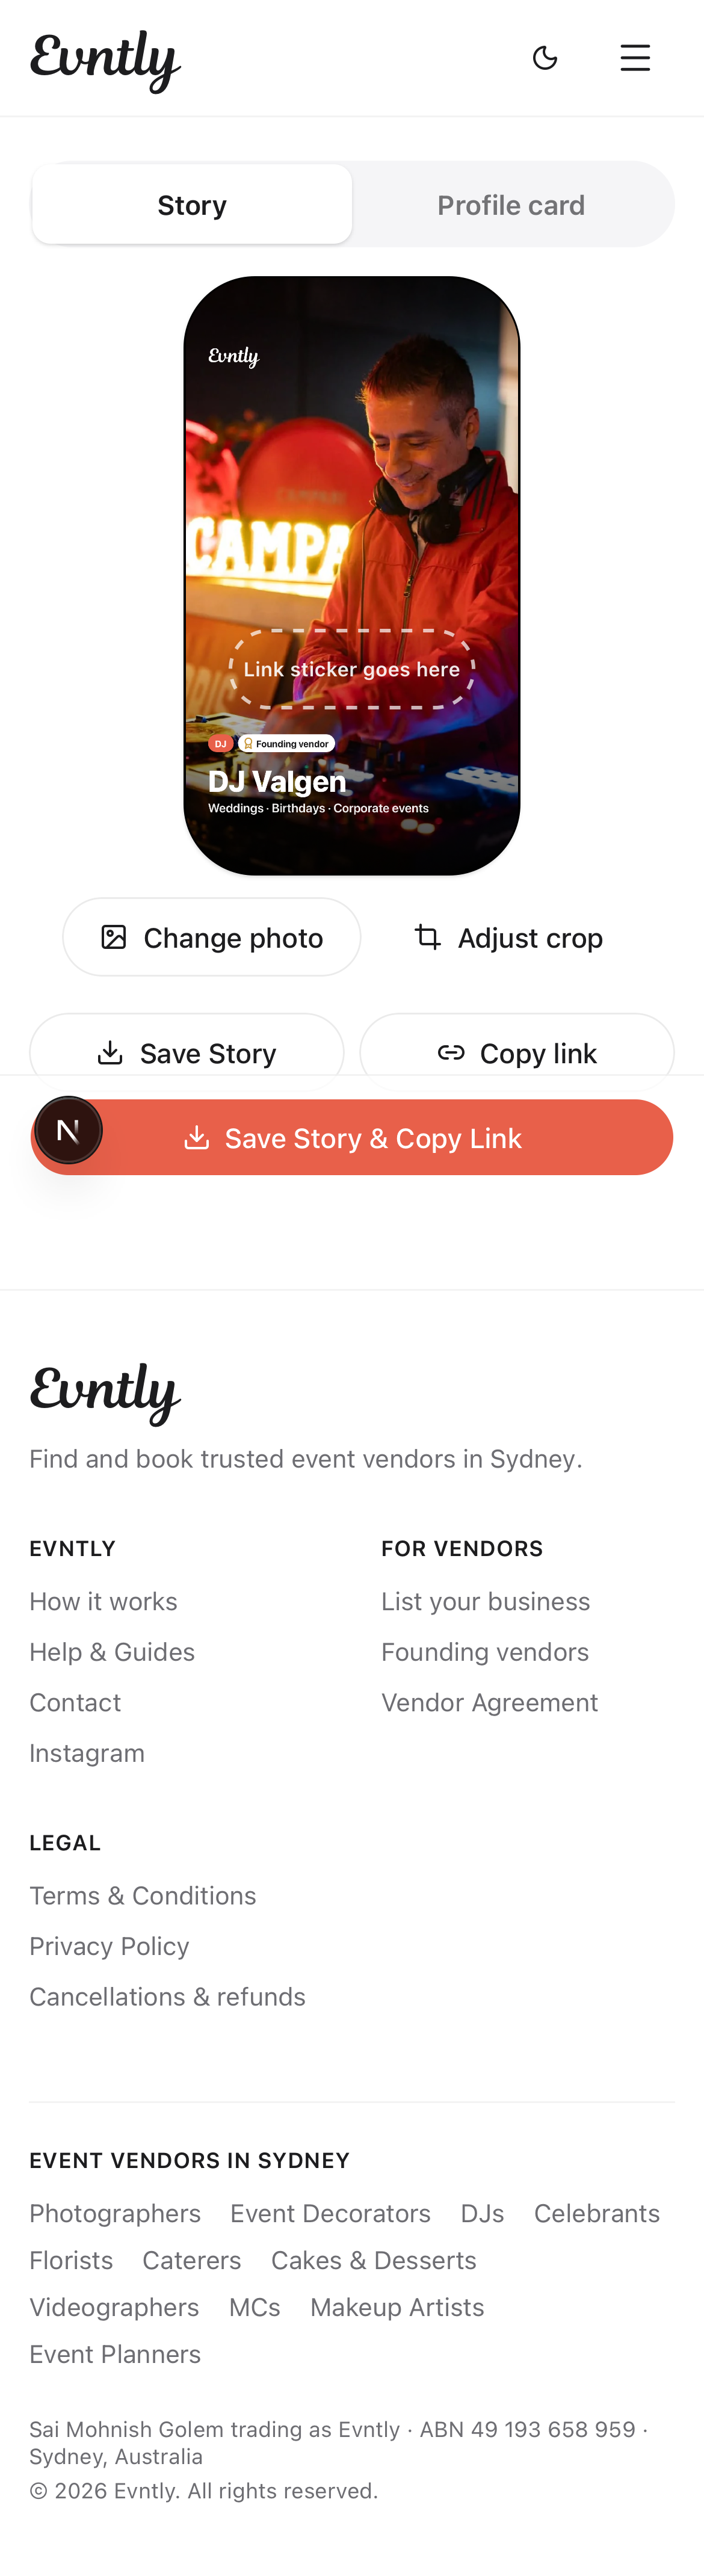 Evntly
Story
Profile card
Evntly
CAMPARI
CAMPA
Link sticker goes here
DJ
Founding vendor
DJ Valgen
Weddings · Birthdays · Corporate events
Change photo
Adjust crop
Save Story
Copy link
N
Save Story & Copy Link
Evntly
Find and book trusted event vendors in Sydney.
EVNTLY
FOR VENDORS
How it works
List your business
Help & Guides
Founding vendors
Contact
Vendor Agreement
Instagram
LEGAL
Terms & Conditions
Privacy Policy
Cancellations & refunds
EVENT VENDORS IN SYDNEY
Photographers Event Decorators DJs Celebrants
Florists Caterers Cakes & Desserts
Videographers MCs Makeup Artists
Event Planners
Sai Mohnish Golem trading as Evntly · ABN 49 193 658 959 ·
Sydney, Australia
© 2026 Evntly. All rights reserved.